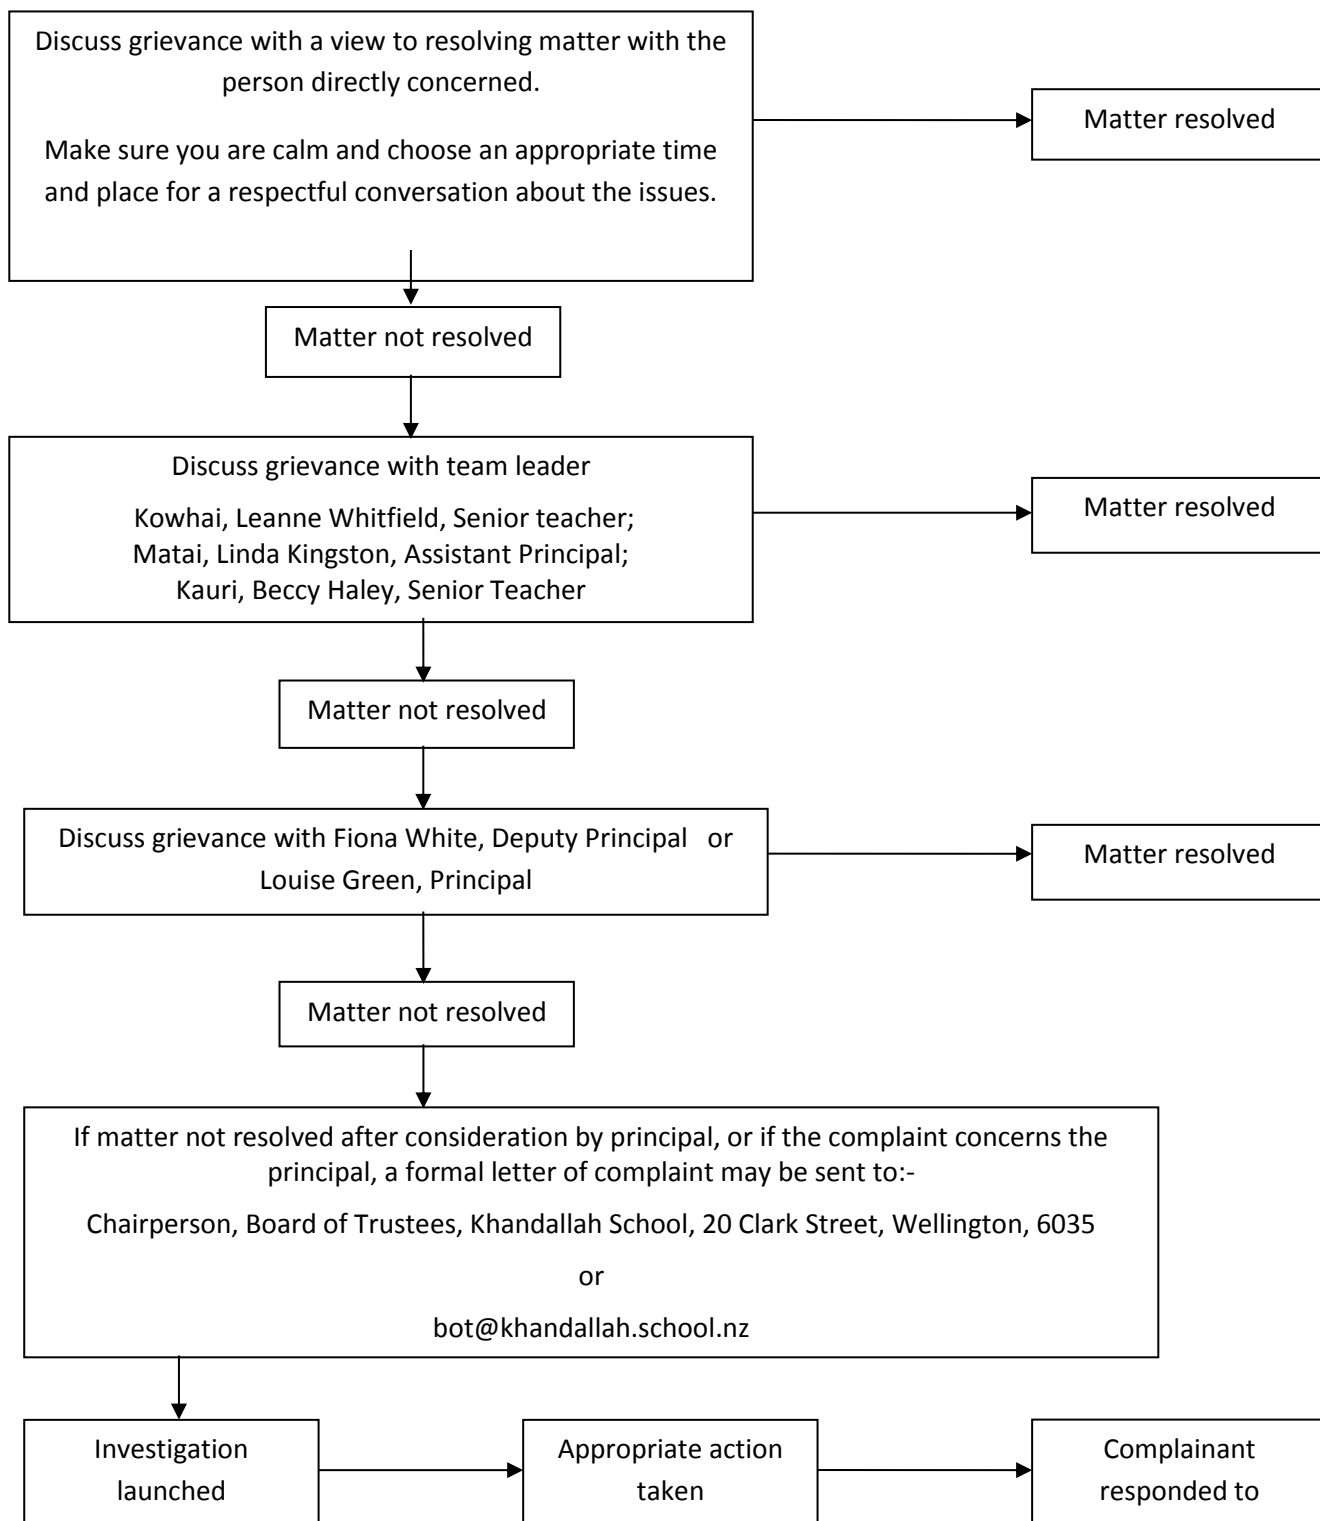 Discuss grievance with a view to resolving matter with the
person directly concerned.
Make sure you are calm and choose an appropriate time
and place for a respectful conversation about the issues.
Matter resolved
Matter not resolved
Discuss grievance with team leader
Kowhai, Leanne Whitfield, Senior teacher;
Matai, Linda Kingston, Assistant Principal;
Kauri, Beccy Haley, Senior Teacher
Matter resolved
Matter not resolved
Discuss grievance with Fiona White, Deputy Principal   or
Louise Green, Principal
Matter resolved
Matter not resolved
If matter not resolved after consideration by principal, or if the complaint concerns the
principal, a formal letter of complaint may be sent to:-
Chairperson, Board of Trustees, Khandallah School, 20 Clark Street, Wellington, 6035
or
bot@khandallah.school.nz
Investigation
launched
Appropriate action
taken
Complainant
responded to